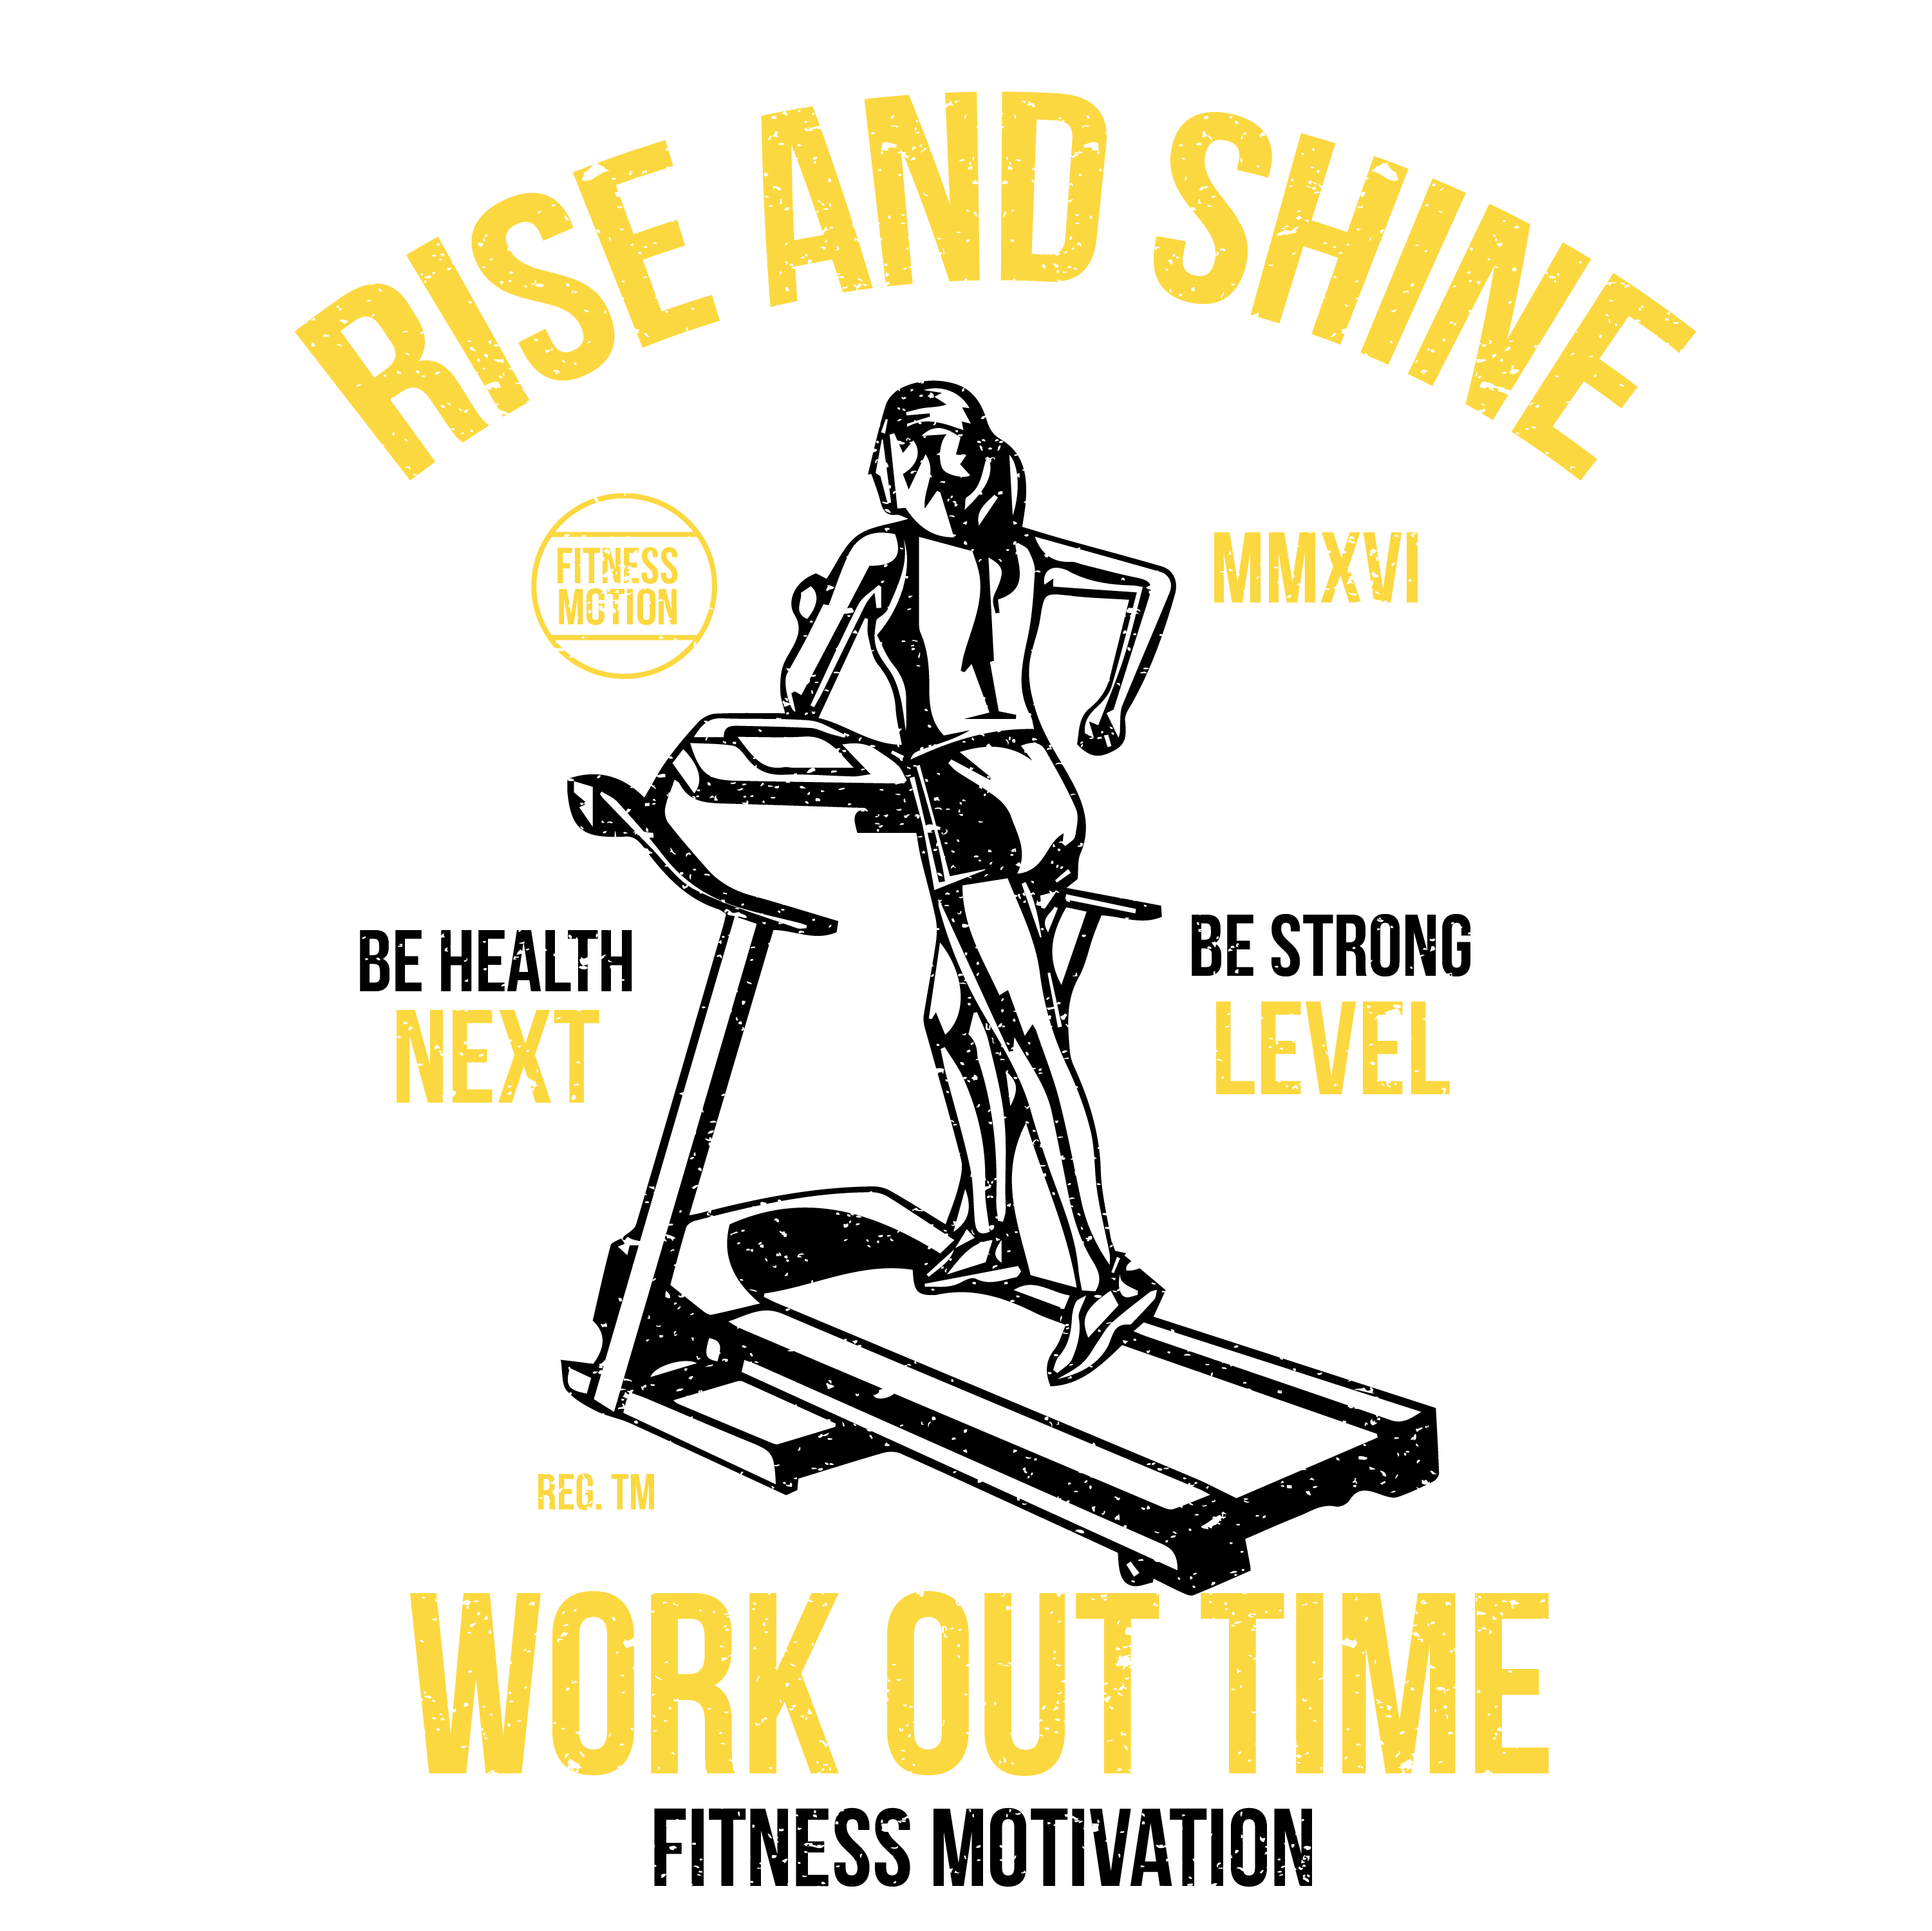 RISE AND SHINE
FITNESS
MOTION
MMXVI
BE HEALTH
NEXT
BE STRONG
LEVEL
REG. TM
WORK OUT TIME
FITNESS MOTIVATION